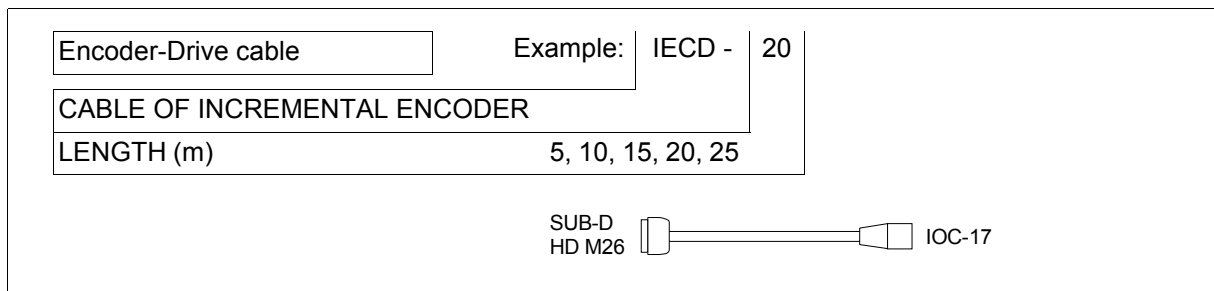 Encoder-Drive cable Example: IECD - 20
CABLE OF INCREMENTAL ENCODER
LENGTH (m) 5, 10, 15, 20, 25
SUB-D
HD M26
IOC-17